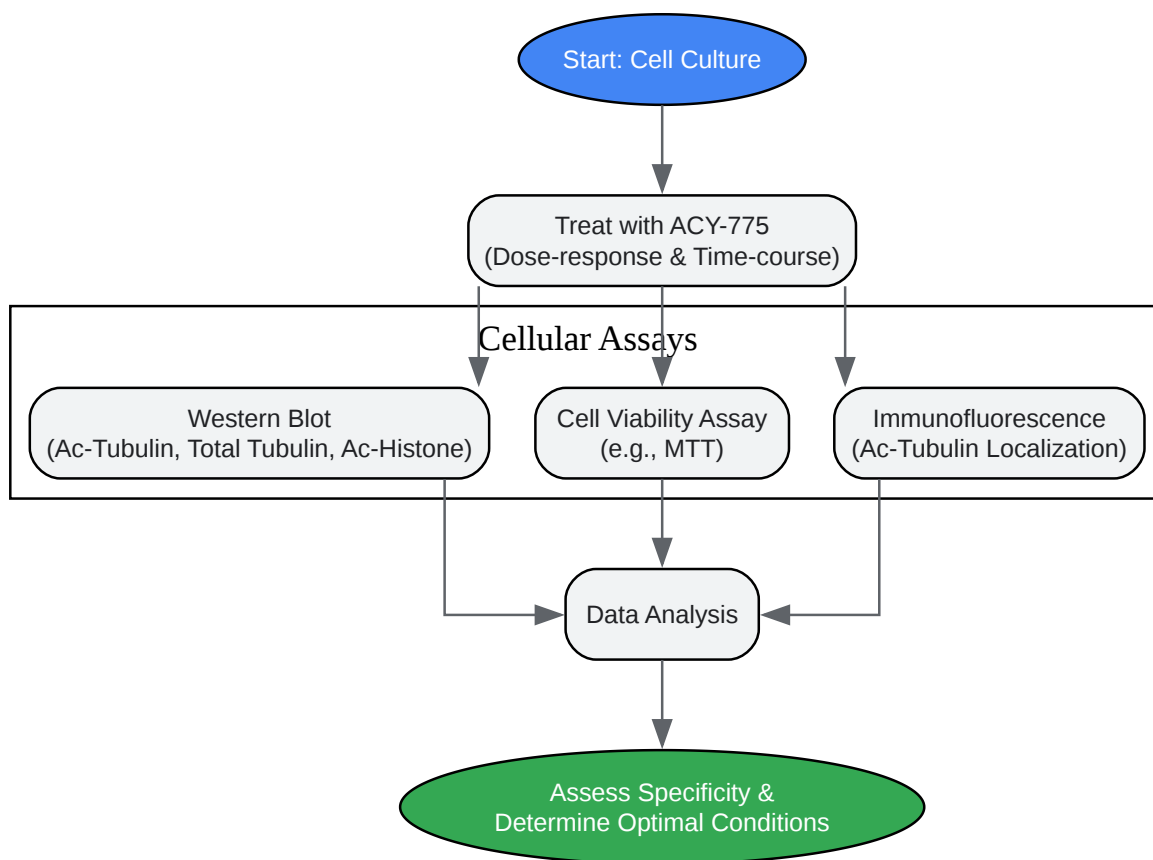 Start: Cell Culture
Treat with ACY-775
(Dose-response & Time-course)
Cellular Assays
Western Blot
(Ac-Tubulin, Total Tubulin, Ac-Histone)
Cell Viability Assay
(e.g., MTT)
Immunofluorescence
(Ac-Tubulin Localization)
Data Analysis
Assess Specificity &
Determine Optimal Conditions